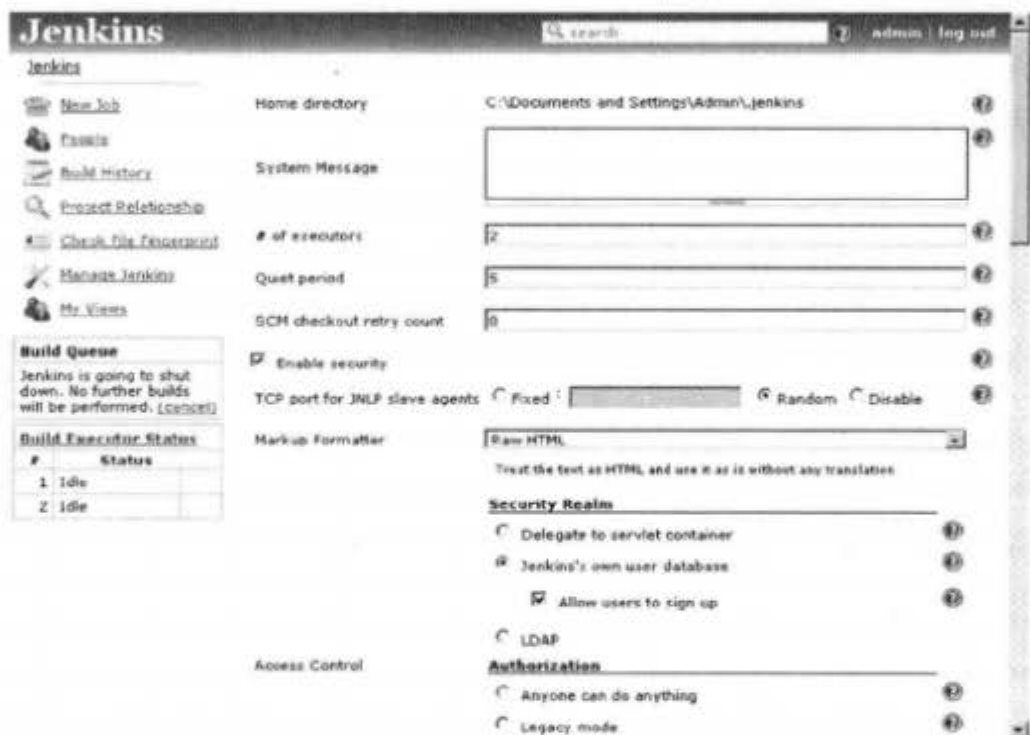 Jenkins
search
admin | log out
Jenkins
New Job
People
Build History
Project Relationship
Check File Fingerprint
Manage Jenkins
My Views
Build Queue
Jenkins is going to shut
down. No further builds
will be performed. (cancel)
Build Executor Status
# Status
1 Idle
2 Idle
Home directory C:\Documents and Settings\Admin\.jenkins
System Message
# of executors 2
Quiet period 5
SCM checkout retry count 0
Enable security
TCP port for JNLP slave agents Fixed : Random Disable
Markup Formatter Raw HTML
Treat the text as HTML and use it as is without any translation
Security Realm
Delegate to servlet container
Jenkins's own user database
Allow users to sign up
LDAP
Access Control Authorization
Anyone can do anything
Legacy mode